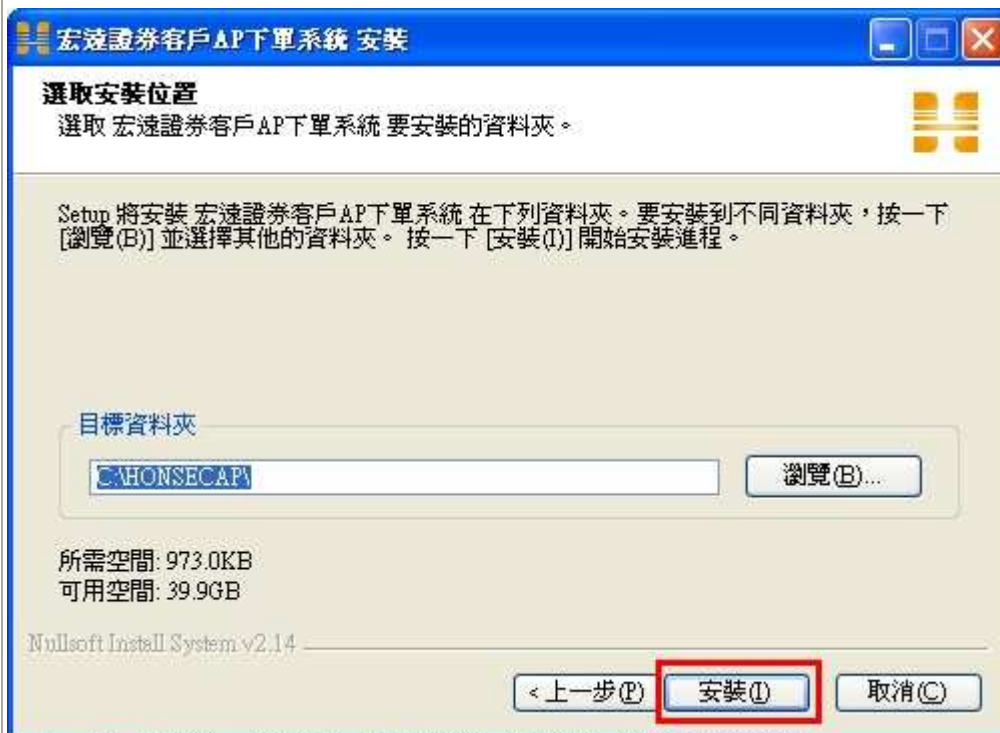 宏遠證券客戶AP下單系統 安裝
選取安裝位置
選取 宏遠證券客戶AP下單系統 要安裝的資料夾。
Setup 將安裝 宏遠證券客戶AP下單系統 在下列資料夾。要安裝到不同資料夾,按一下
[瀏覽(B)] 並選擇其他的資料夾。 按一下 [安裝(I)] 開始安裝進程。
目標資料夾
C:\HONSECAP\
瀏覽(B)...
所需空間: 973.0KB
可用空間: 39.9GB
Nullsoft Install System v2.14
< 上一步(P)
安裝(I)
取消(C)